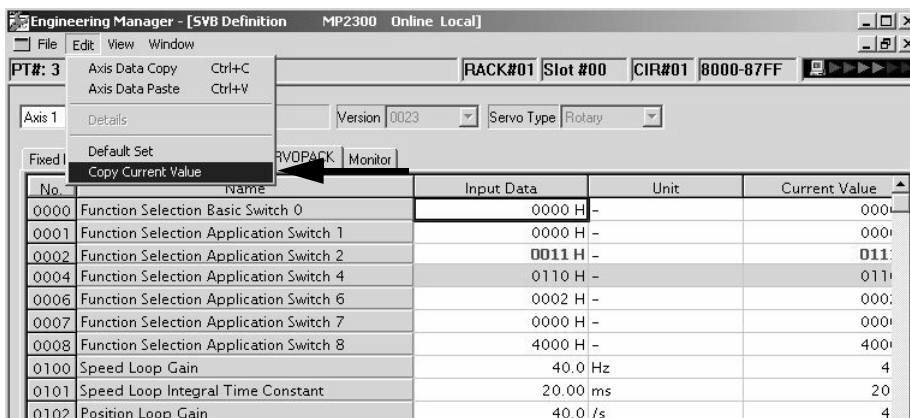 Engineering Manager - [SVB Definition MP2300 Online Local]
File Edit View Window
PT#: 3 RACK#01 Slot #00 CIR#01 8000-87FF
Axis Data Copy Ctrl+C
Axis Data Paste Ctrl+V
Details
Default Set
Copy Current Value
Axis 1 Version 0023 Servo Type Rotary
Monitor
No. Name Input Data Unit Current Value
0000 Function Selection Basic Switch 0 0000 H -
0001 Function Selection Application Switch 1 0000 H -
0002 Function Selection Application Switch 2 0011 H -
0004 Function Selection Application Switch 4 0110 H -
0006 Function Selection Application Switch 6 0002 H -
0007 Function Selection Application Switch 7 0000 H -
0008 Function Selection Application Switch 8 4000 H -
0100 Speed Loop Gain 40.0 Hz 4
0101 Speed Loop Integral Time Constant 20.00 ms 20
0102 Position Loop Gain 40.0 /s 4